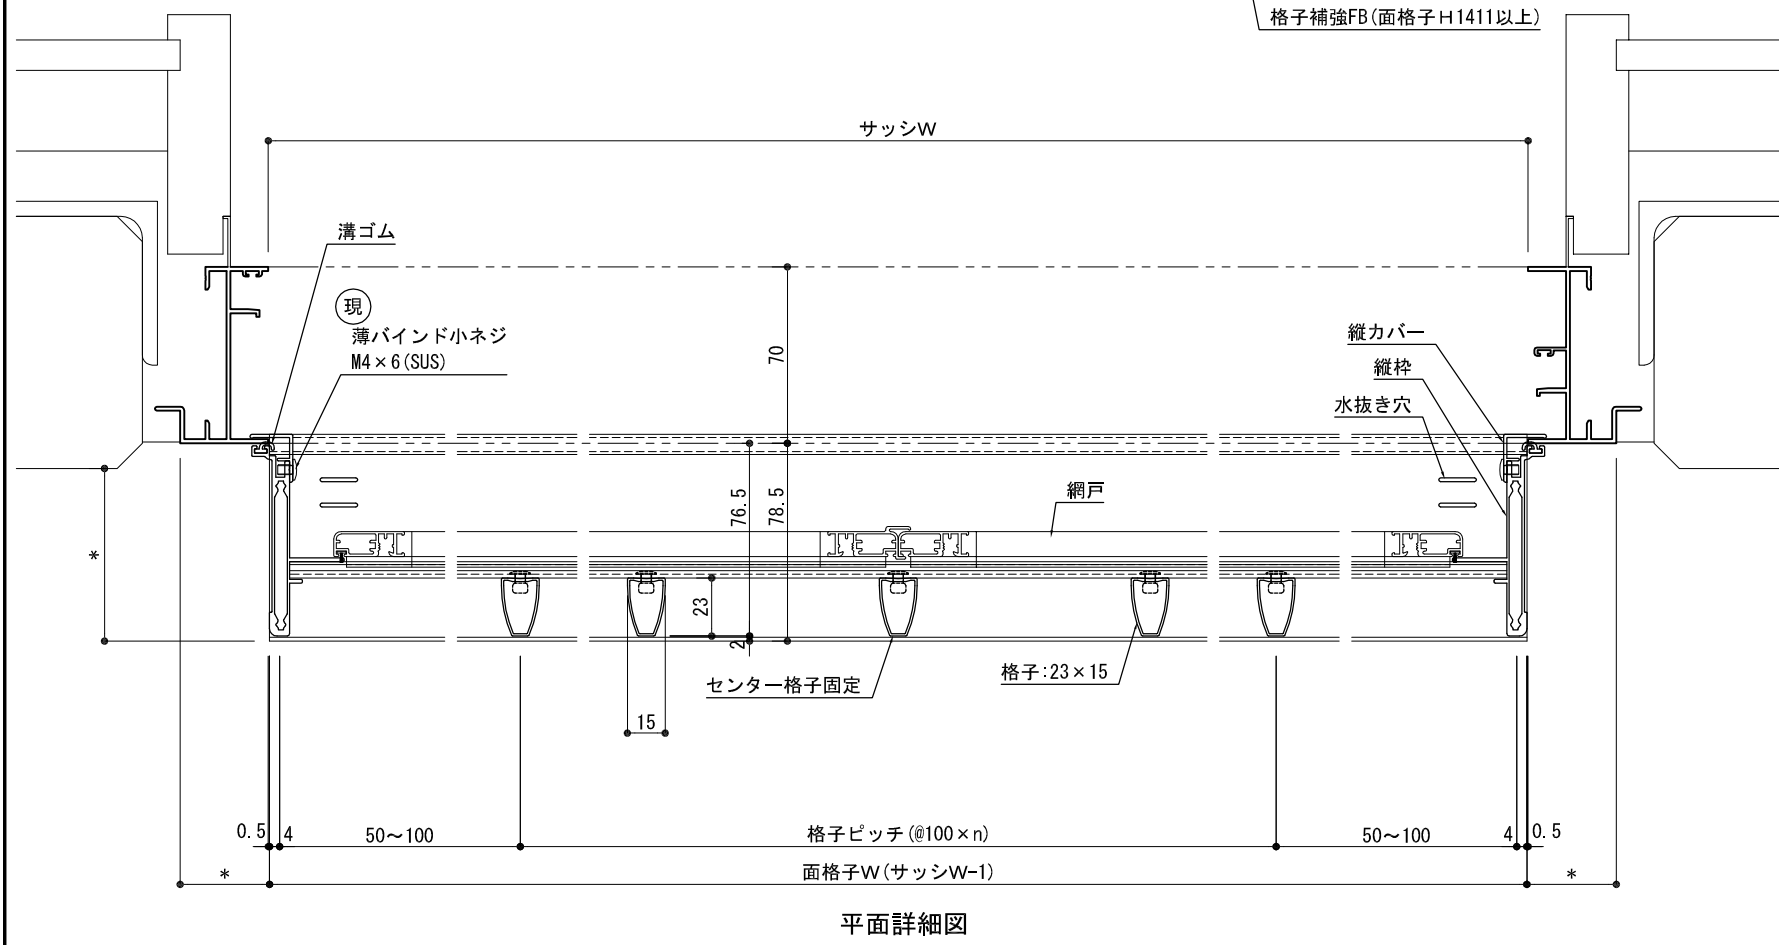 格子補強FB(面格子H1411以上)
サッシW
溝ゴム
現
薄バインド小ネジ
M4×6(SUS)
70
縦カバー
縦枠
水抜き穴
76.5
78.5
網戸
*
23
2
センター格子固定
格子:23×15
15
0.5
4
50～100
格子ピッチ(@100×n)
50～100
4
0.5
*
面格子W(サッシW-1)
*
平面詳細図